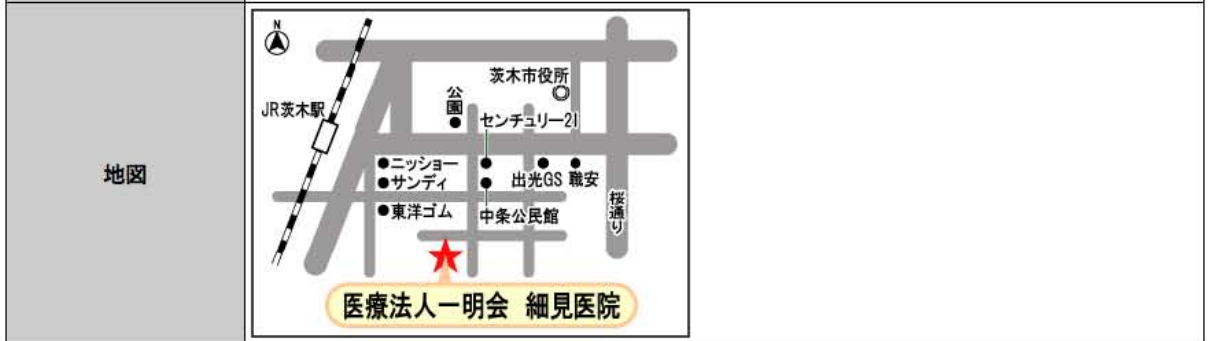 地図
N
茨木市役所
公園
JR茨木駅
センチュリー21
ニッショー
サンディ
出光GS
職安
東洋ゴム
中条公民館
桜通り
医療法人一明会 細見医院